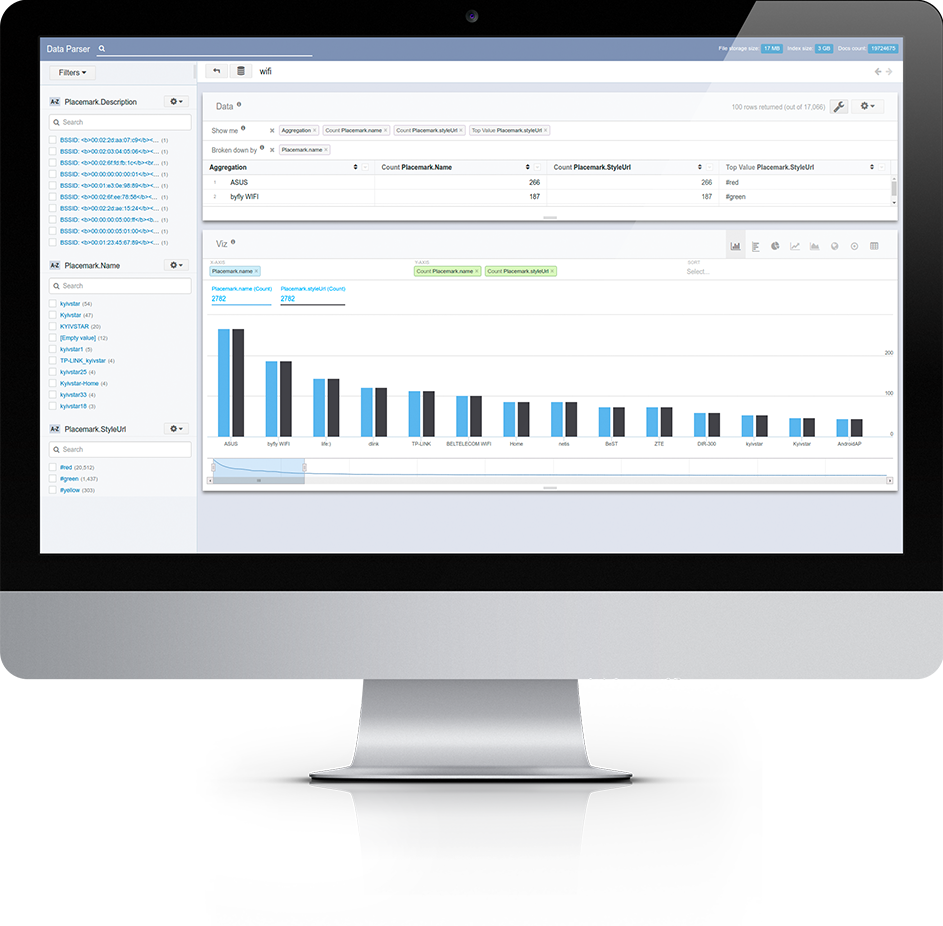 Data Parser
File storage size: 17 MB Index size: 3 GB Docs count: 19724675
Filters
wifi
A-Z Placemark.Description
Search
BSSID: <b>00:02:2d:aa:07:c9</b><... (1)
BSSID: <b>00:02:03:04:05:06</b><... (1)
BSSID: <b>00:02:6f:fd:fb:1c</b><br... (1)
BSSID: <b>00:00:00:00:00:01</b><... (1)
BSSID: <b>00:01:e3:0e:98:89</b><... (1)
BSSID: <b>00:02:6f:ee:78:58</b><... (1)
BSSID: <b>00:02:2d:ae:15:24</b><... (1)
BSSID: <b>00:00:00:05:00:ff</b><b... (1)
BSSID: <b>00:00:00:05:01:00</b><... (1)
BSSID: <b>00:01:23:45:67:89</b><... (1)
A-Z Placemark.Name
Search
kyivstar (54)
Kyivstar (47)
KYIVSTAR (20)
[Empty value] (12)
kyivstar1 (5)
TP-LINK_kyivstar (4)
kyivstar25 (4)
Kyivstar-Home (4)
kyivstar33 (4)
kyivstar18 (3)
A-Z Placemark.StyleUrl
Search
#red (20,512)
#green (1,437)
#yellow (303)
Data
100 rows returned (out of 17,066)
Show me Aggregation Count Placemark.name Count Placemark.styleUrl Top Value Placemark.styleUrl
Broken down by Placemark.name
Aggregation Count Placemark.Name Count Placemark.StyleUrl Top Value Placemark.StyleUrl
1 ASUS 266 266 #red
2 byfly WIFI 187 187 #green
Viz
X-AXIS Y-AXIS SORT
Placemark.name Count Placemark.name Count Placemark.styleUrl Select...
Placemark.name (Count) Placemark.styleUrl (Count)
2782 2782
200
100
0
ASUS byfly WIFI life:) dlink TP-LINK BELTELECOM WIFI Home netis BeST ZTE DIR-300 kyivstar Kyivstar AndroidAP